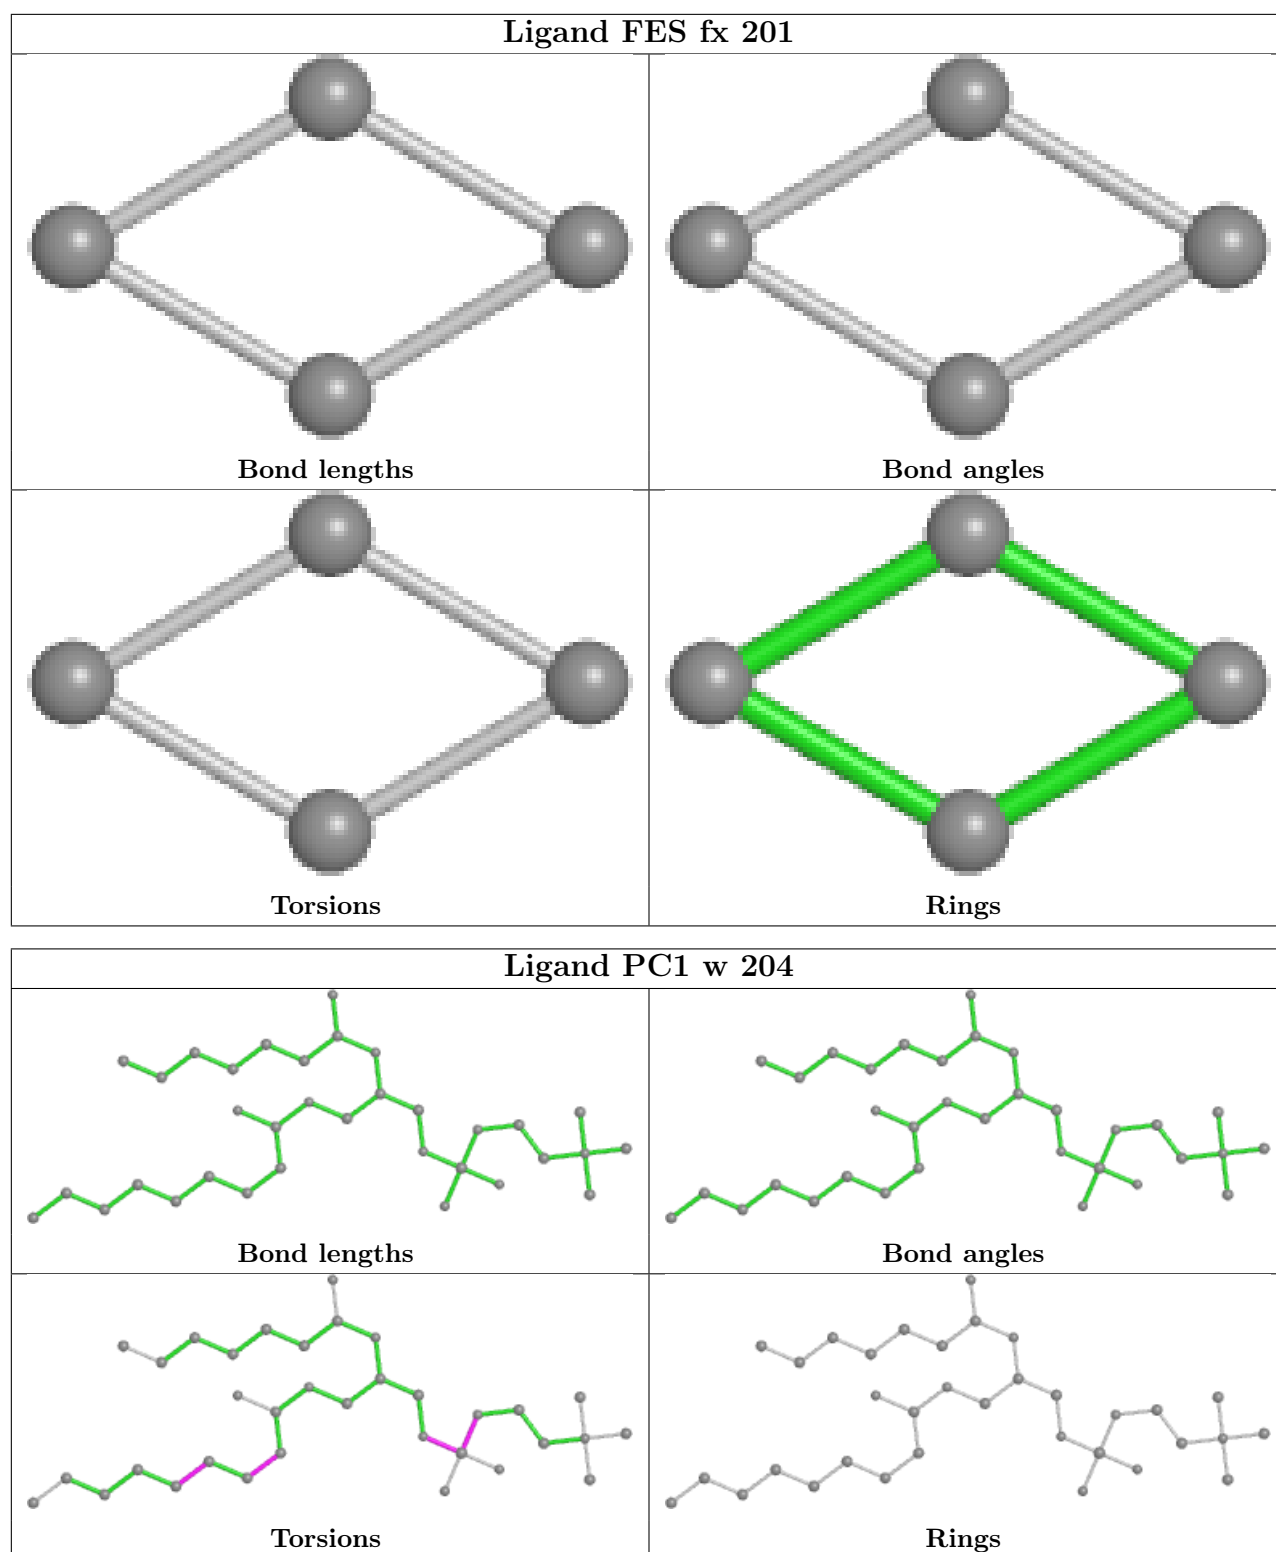 Ligand FES fx 201
Bond lengths
Bond angles
Torsions
Rings
Ligand PC1 w 204
Bond lengths
Bond angles
Torsions
Rings